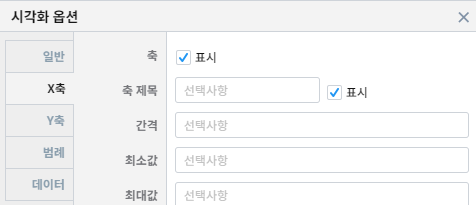 시각화 옵션
일반
X축
Y축
범례
데이터
축 표시
축 제목 선택사항 표시
간격 선택사항
최소값 선택사항
최대값 선택사항